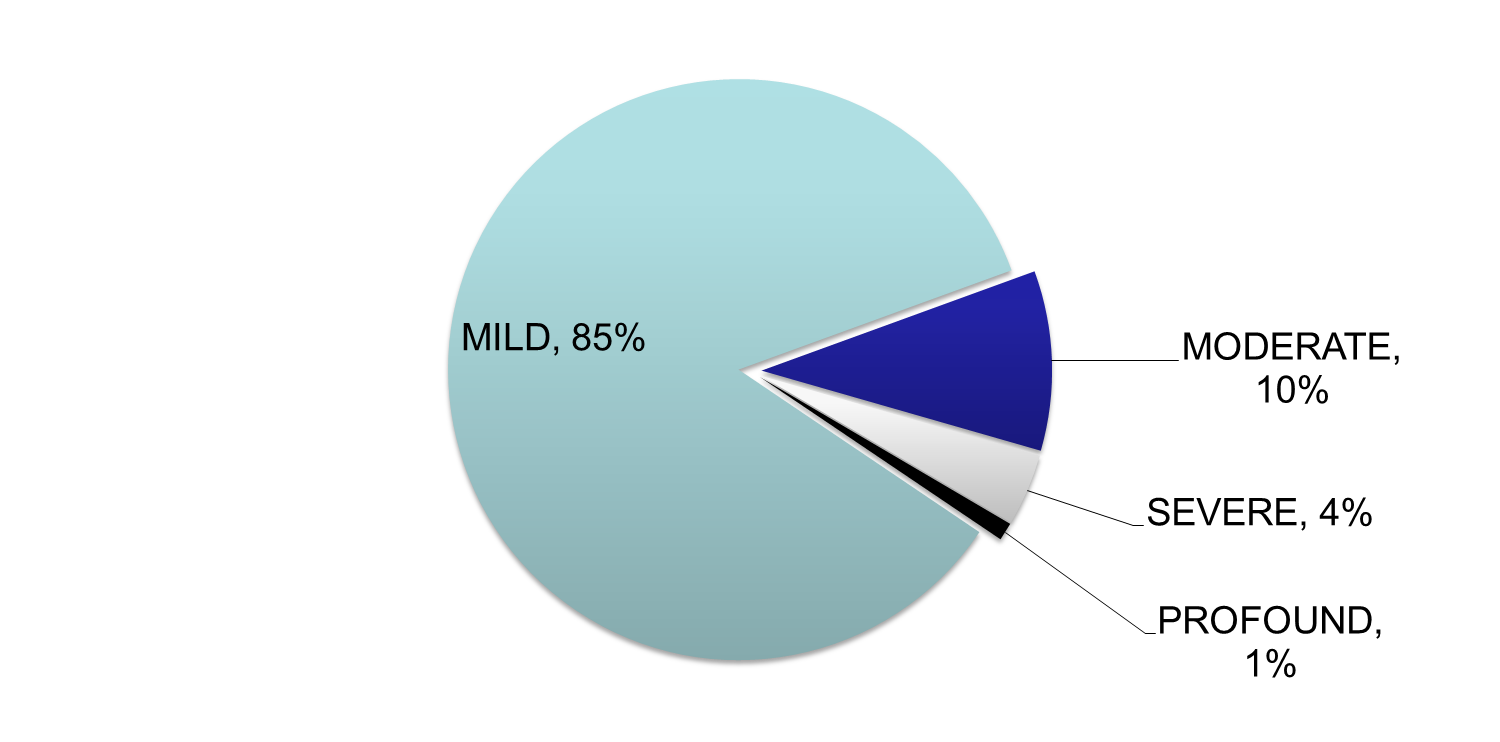 MILD, 85%
MODERATE,
10%
SEVERE, 4%
PROFOUND,
1%